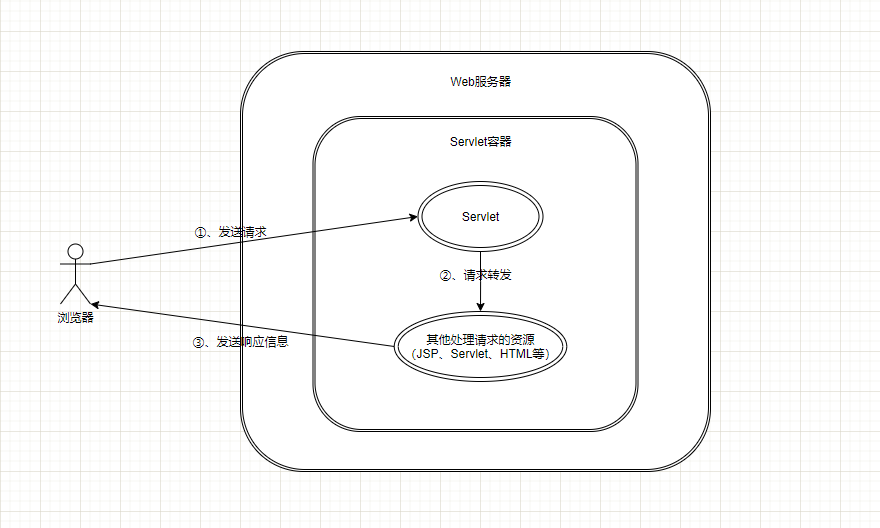 Web服务器
Servlet容器
Servlet
①、发送请求
②、请求转发
浏览器
③、发送响应信息
其他处理请求的资源
（JSP、Servlet、HTML等）